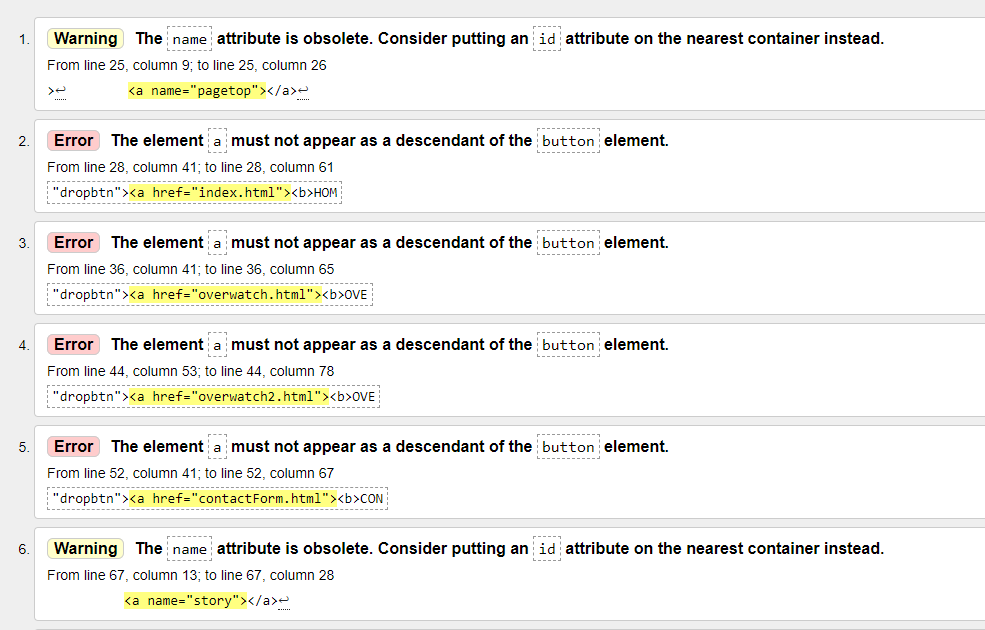 1. Warning The name attribute is obsolete. Consider putting an id attribute on the nearest container instead.
From line 25, column 9; to line 25, column 26
>↩ <a name="pagetop"></a>↩
2. Error The element a must not appear as a descendant of the button element.
From line 28, column 41; to line 28, column 61
"dropbtn"><a href="index.html"><b>HOM
3. Error The element a must not appear as a descendant of the button element.
From line 36, column 41; to line 36, column 65
"dropbtn"><a href="overwatch.html"><b>OVE
4. Error The element a must not appear as a descendant of the button element.
From line 44, column 53; to line 44, column 78
"dropbtn"><a href="overwatch2.html"><b>OVE
5. Error The element a must not appear as a descendant of the button element.
From line 52, column 41; to line 52, column 67
"dropbtn"><a href="contactForm.html"><b>CON
6. Warning The name attribute is obsolete. Consider putting an id attribute on the nearest container instead.
From line 67, column 13; to line 67, column 28
<a name="story"></a>↩